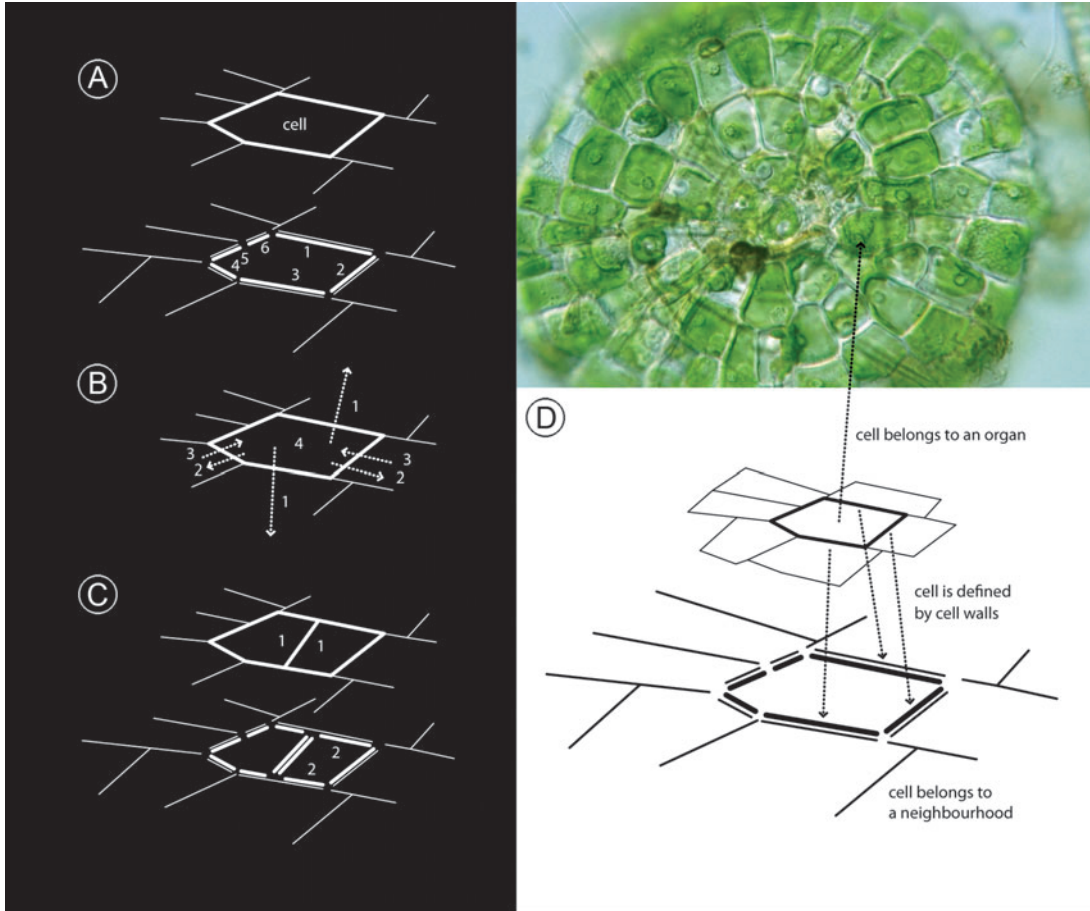 A
cell
6
1
5
4
3
2
B
1
4
3
2
3
2
1
C
1
1
2
2
D
cell belongs to an organ
cell is defined
by cell walls
cell belongs to
a neighbourhood